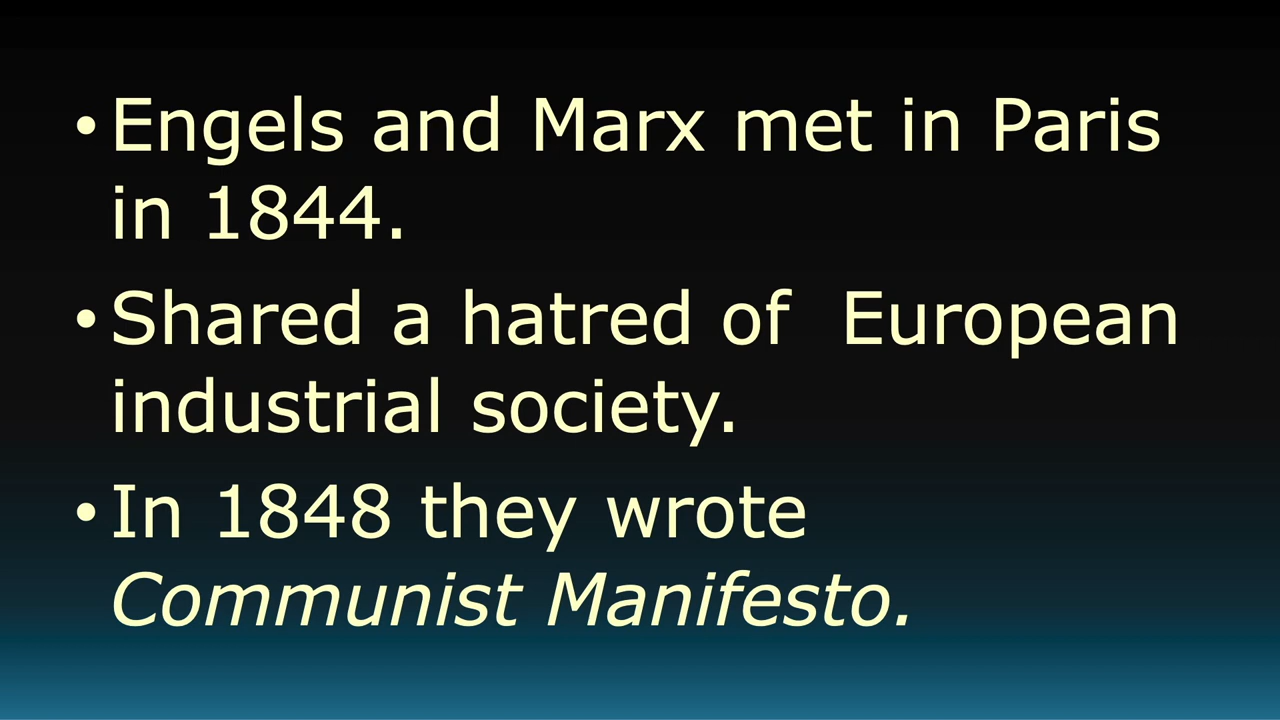 • Engels and Marx met in Paris
in 1844.
• Shared a hatred of  European
industrial society.
• In 1848 they wrote
Communist Manifesto.